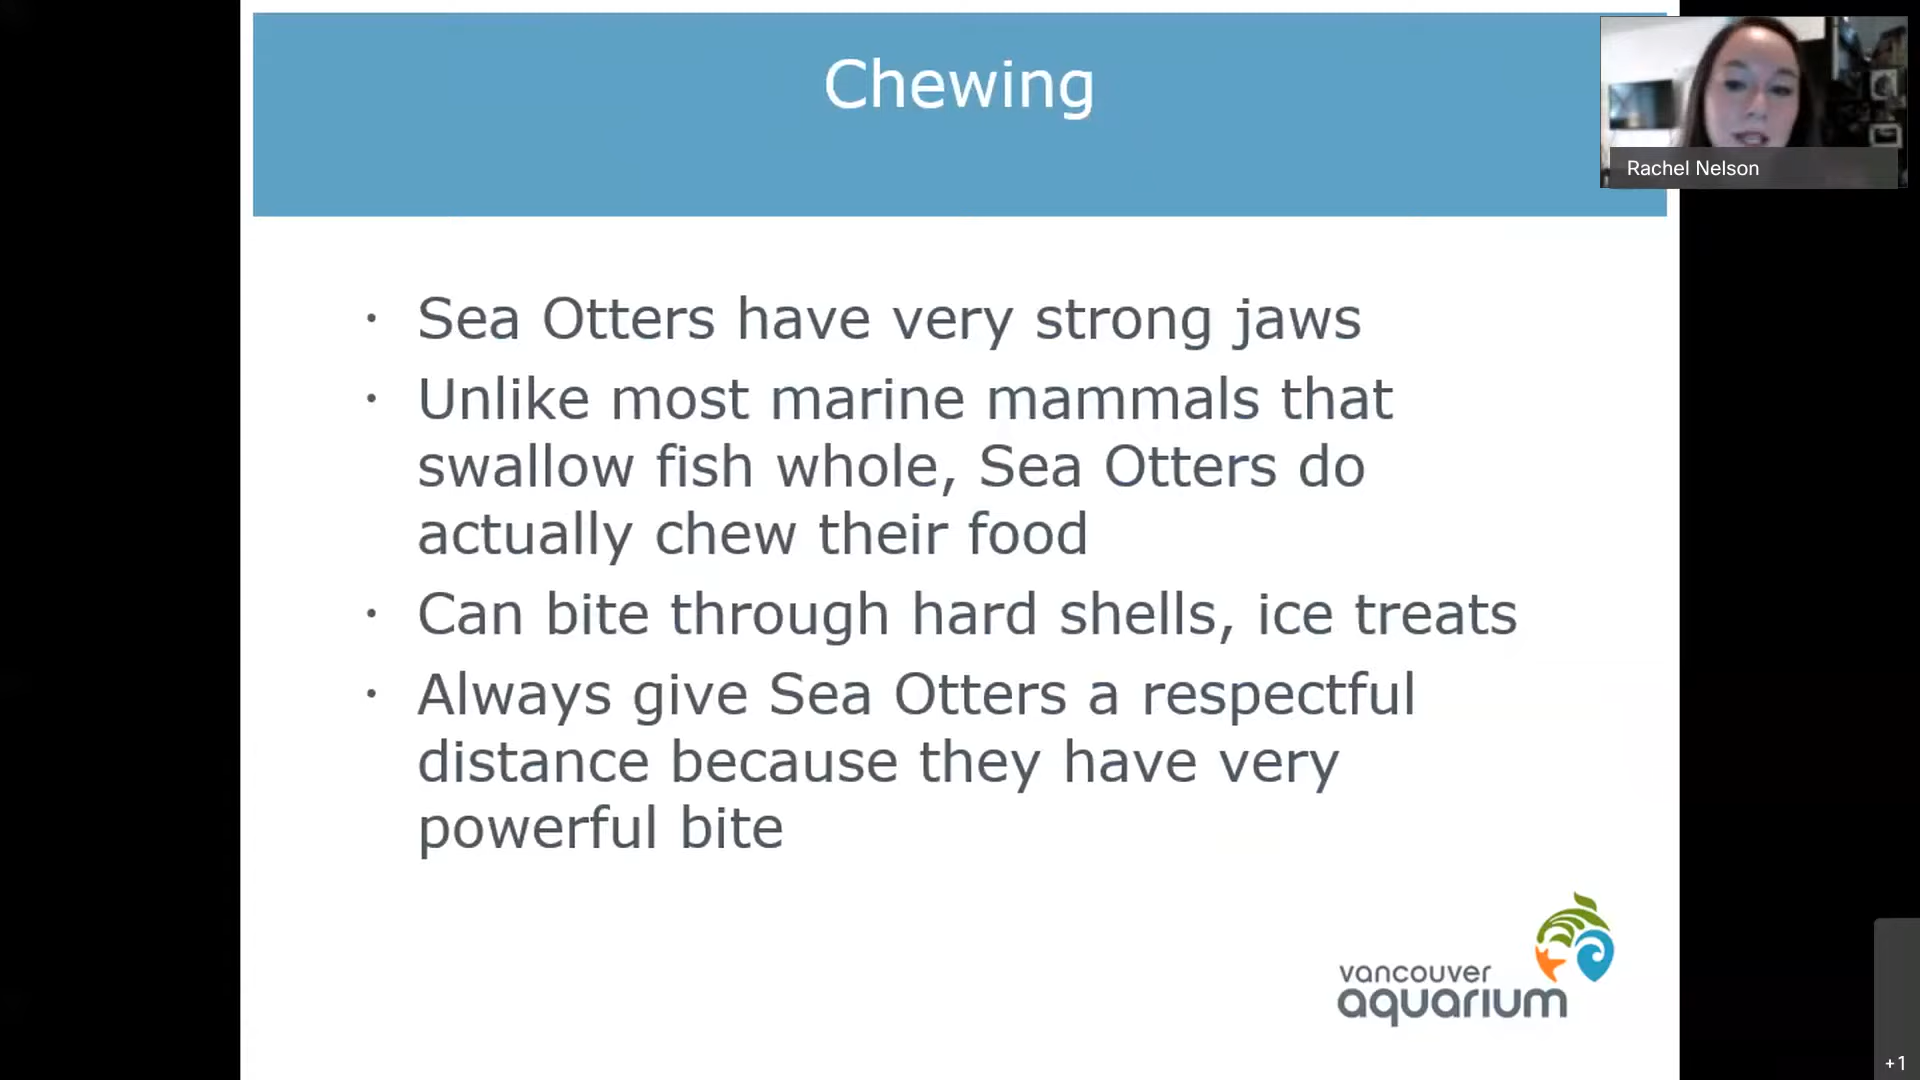 Chewing
Rachel Nelson
· Sea Otters have very strong jaws
· Unlike most marine mammals that
swallow fish whole, Sea Otters do
actually chew their food
· Can bite through hard shells, ice treats
· Always give Sea Otters a respectful
distance because they have very
powerful bite
vancouver
aquarium
+1